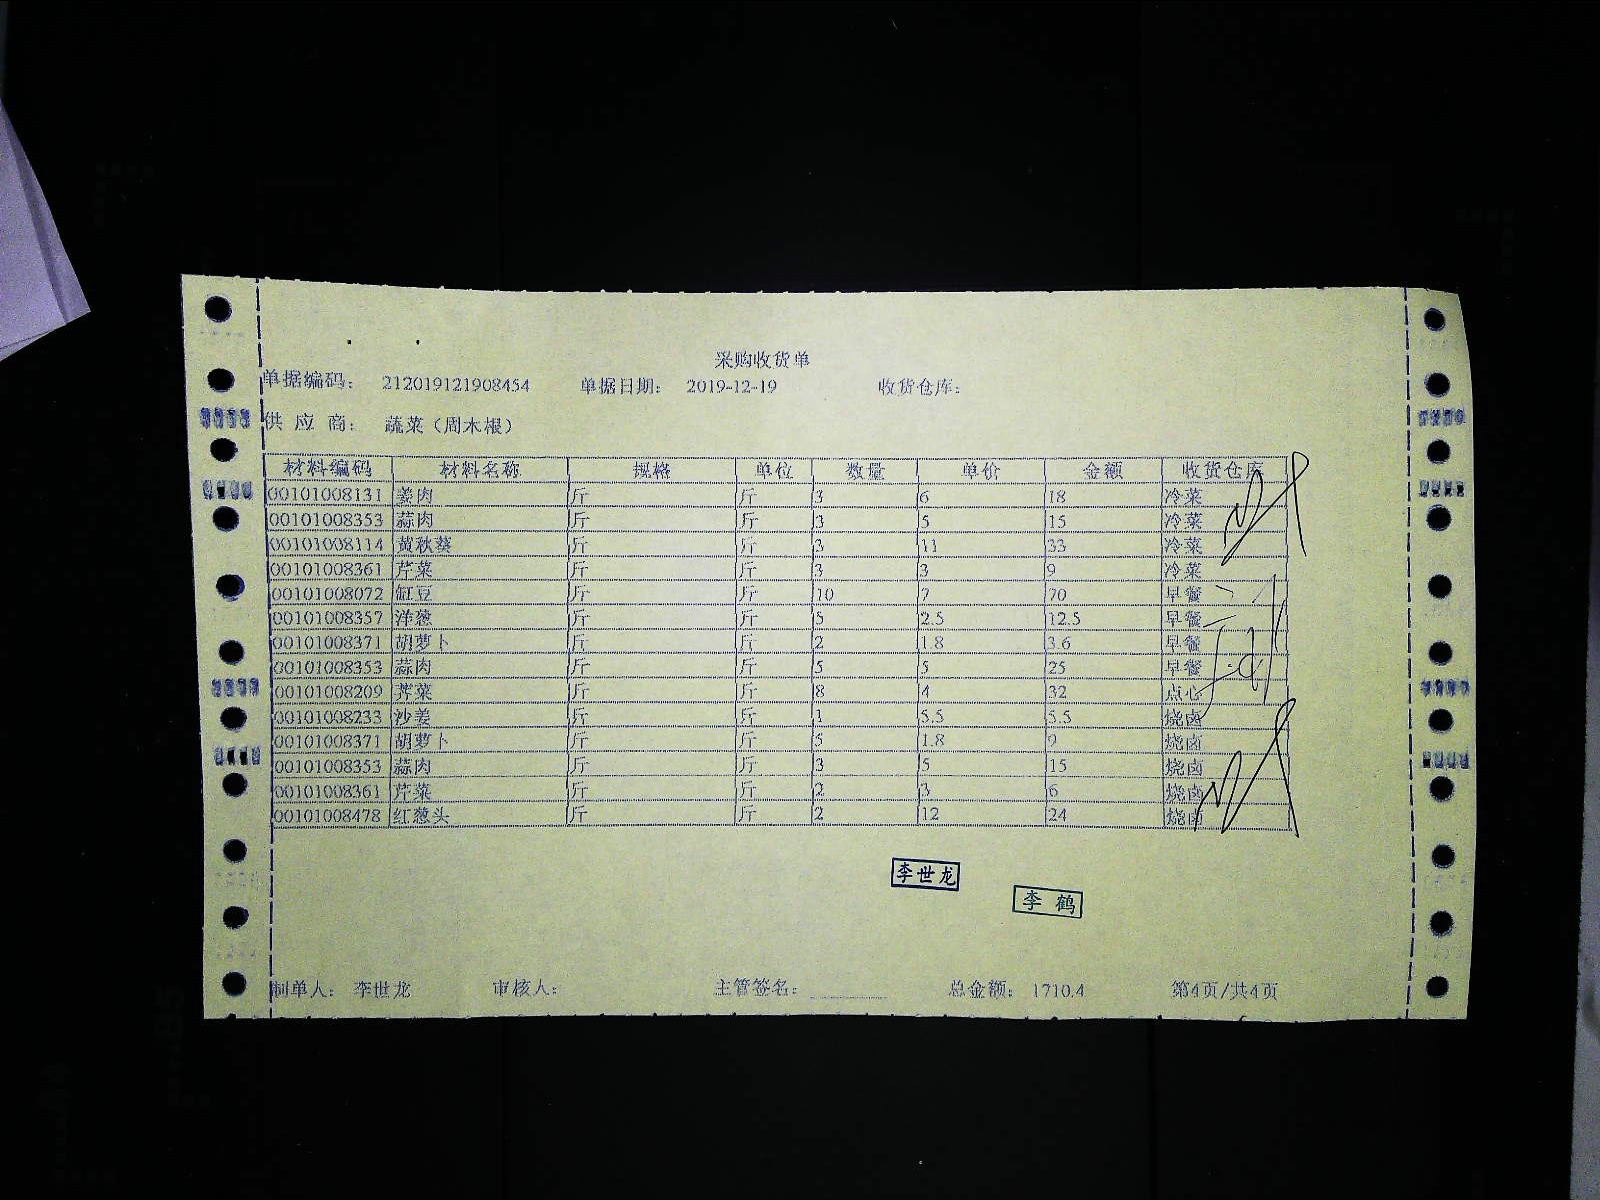 采购收货单
单据编码： 212019121908454 单据日期： 2019-12-19 收货仓库：
供 应 商： 蔬菜（周木根）
材料编码 材料名称 规格 单位 数量 单价 金额 收货仓库
00101008131 姜肉 斤 斤 3 6 18 冷菜
00101008353 蒜肉 斤 斤 3 5 15 冷菜
00101008114 黄秋葵 斤 斤 3 11 33 冷菜
00101008361 芹菜 斤 斤 3 3 9 冷菜
00101008072 缸豆 斤 斤 10 7 70 早餐
00101008357 洋葱 斤 斤 5 2.5 12.5 早餐
00101008371 胡萝卜 斤 斤 2 1.8 3.6 早餐
00101008353 蒜肉 斤 斤 5 5 25 早餐
00101008209 荠菜 斤 斤 8 4 32 点心
00101008233 沙姜 斤 斤 1 5.5 5.5 烧卤
00101008371 胡萝卜 斤 斤 5 1.8 9 烧卤
00101008353 蒜肉 斤 斤 3 5 15 烧卤
00101008361 芹菜 斤 斤 2 3 6 烧卤
00101008478 红葱头 斤 斤 2 12 24 烧卤
李世龙
李 鹤
制单人： 李世龙 审核人： 主管签名： 总金额： 1710.4 第4页/共4页